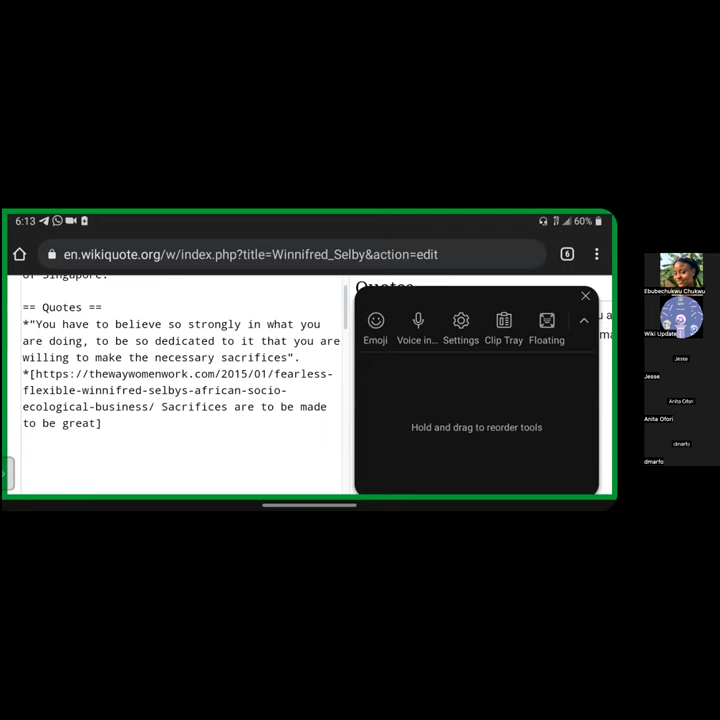 6:13
60%
en.wikiquote.org/w/index.php?title=Winnifred_Selby&action=edit
6
of Singapore.
== Quotes ==
*"You have to believe so strongly in what you
are doing, to be so dedicated to it that you are
willing to make the necessary sacrifices".
*[https://thewaywomenwork.com/2015/01/fearless-
flexible-winnifred-selbys-african-socio-
ecological-business/ Sacrifices are to be made
to be great]
Quotes
Emoji
Voice in...
Settings
Clip Tray
Floating
Hold and drag to reorder tools
Ebubechukwu Chukwu
Wiki Update
Jesse
Jesse
Anita Ofori
Anita Ofori
dmarfo
dmarfo